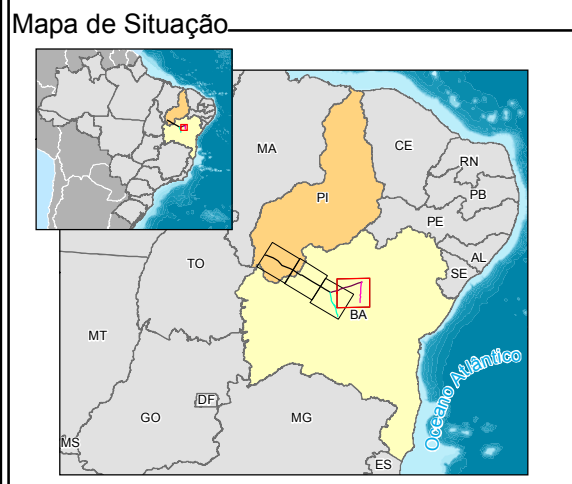 Mapa de Situação
MA
CE
RN
PB
PI
PE
AL
SE
TO
BA
MT
Oceano Atlântico
DF
GO
MG
MS
ES